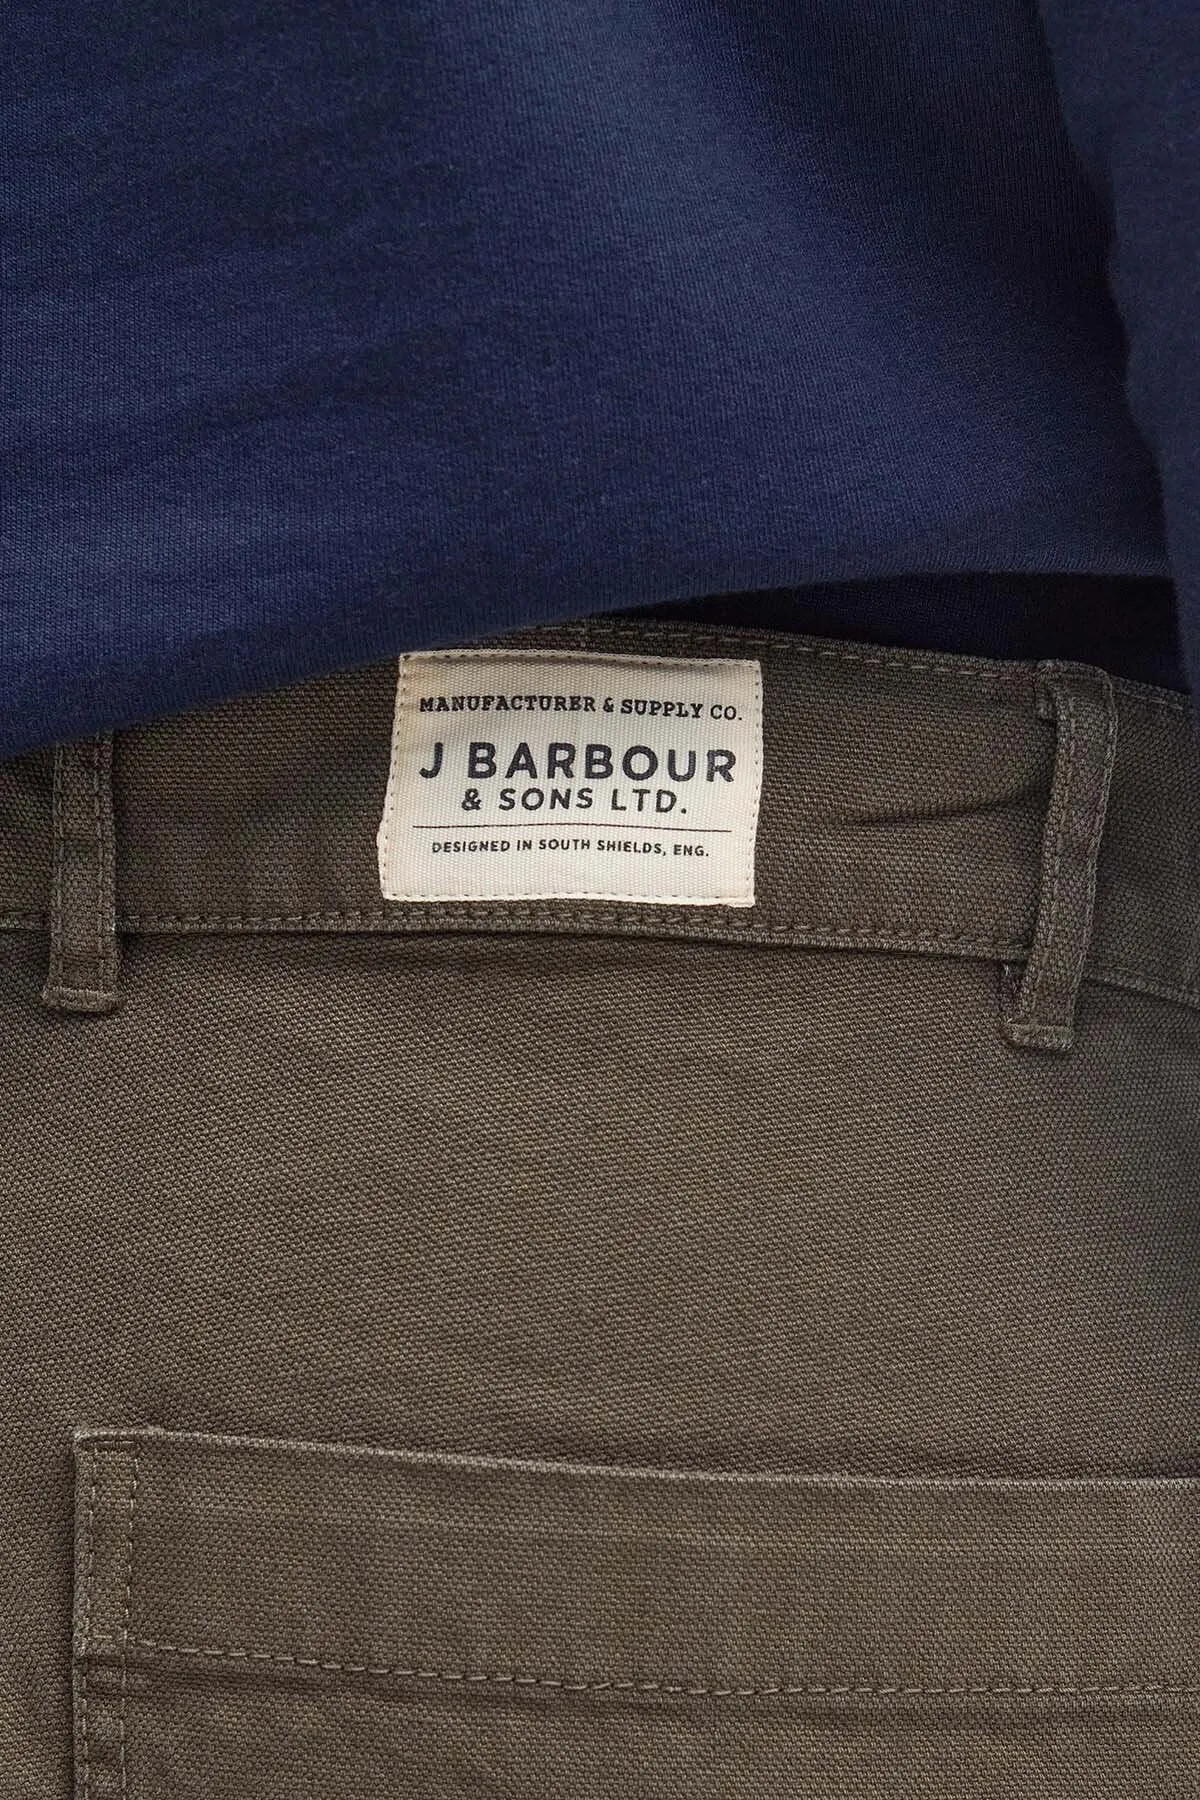 MANUFACTURER & SUPPLY CO.
J BARBOUR
& SONS LTD.
DESIGNED IN SOUTH SHIELDS, ENG.